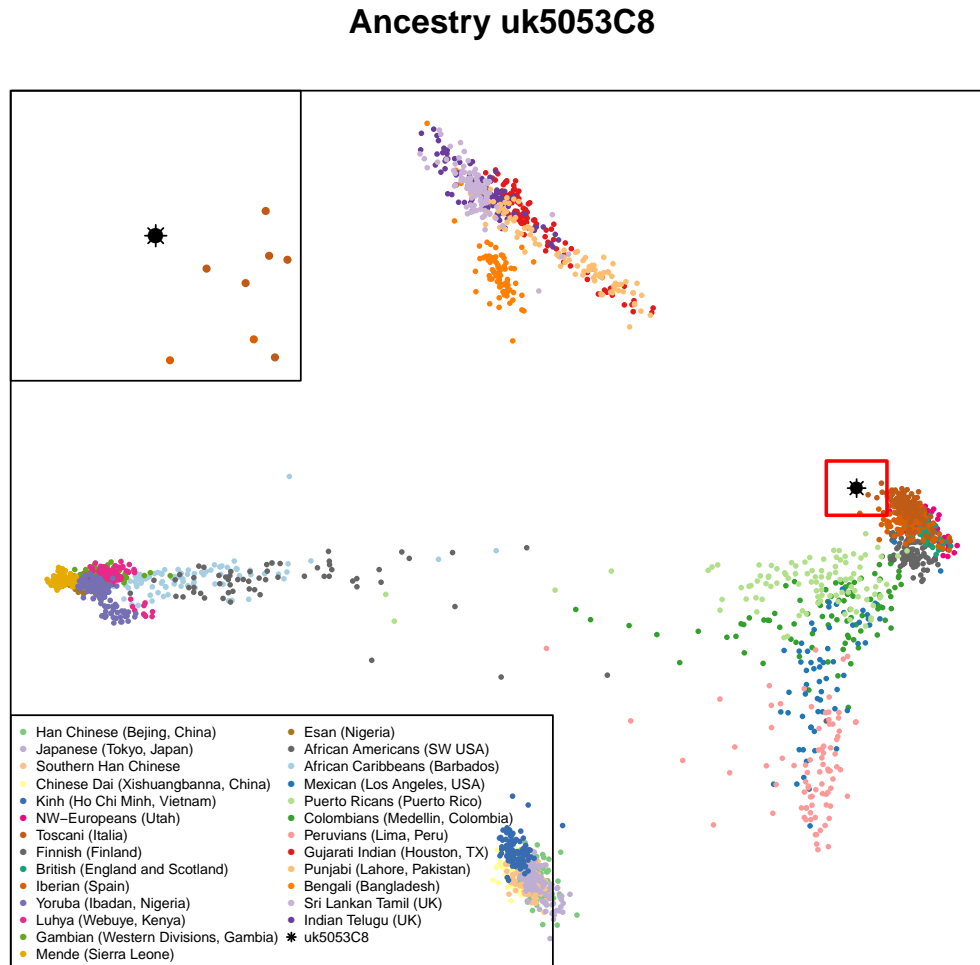 Ancestry uk5053C8
Han Chinese (Bejing, China)
Japanese (Tokyo, Japan)
Southern Han Chinese
Chinese Dai (Xishuangbanna, China)
Kinh (Ho Chi Minh, Vietnam)
NW−Europeans (Utah)
Toscani (Italia)
Finnish (Finland)
British (England and Scotland)
Iberian (Spain)
Yoruba (Ibadan, Nigeria)
Luhya (Webuye, Kenya)
Gambian (Western Divisions, Gambia)
Mende (Sierra Leone)
Esan (Nigeria)
African Americans (SW USA)
African Caribbeans (Barbados)
Mexican (Los Angeles, USA)
Puerto Ricans (Puerto Rico)
Colombians (Medellin, Colombia)
Peruvians (Lima, Peru)
Gujarati Indian (Houston, TX)
Punjabi (Lahore, Pakistan)
Bengali (Bangladesh)
Sri Lankan Tamil (UK)
Indian Telugu (UK)
uk5053C8